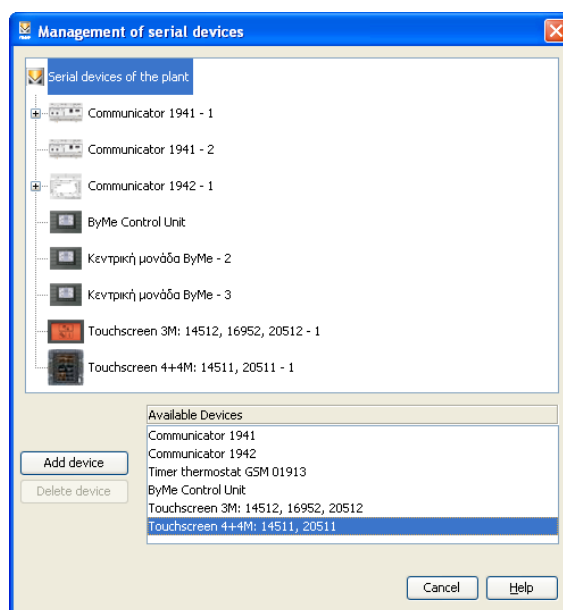 Management of serial devices
Serial devices of the plant
Communicator 1941 - 1
Communicator 1941 - 2
Communicator 1942 - 1
ByMe Control Unit
Κεντρική μονάδα ByMe - 2
Κεντρική μονάδα ByMe - 3
Touchscreen 3M: 14512, 16952, 20512 - 1
Touchscreen 4+4M: 14511, 20511 - 1
Available Devices
Communicator 1941
Communicator 1942
Timer thermostat GSM 01913
ByMe Control Unit
Touchscreen 3M: 14512, 16952, 20512
Touchscreen 4+4M: 14511, 20511
Add device
Delete device
Cancel
Help